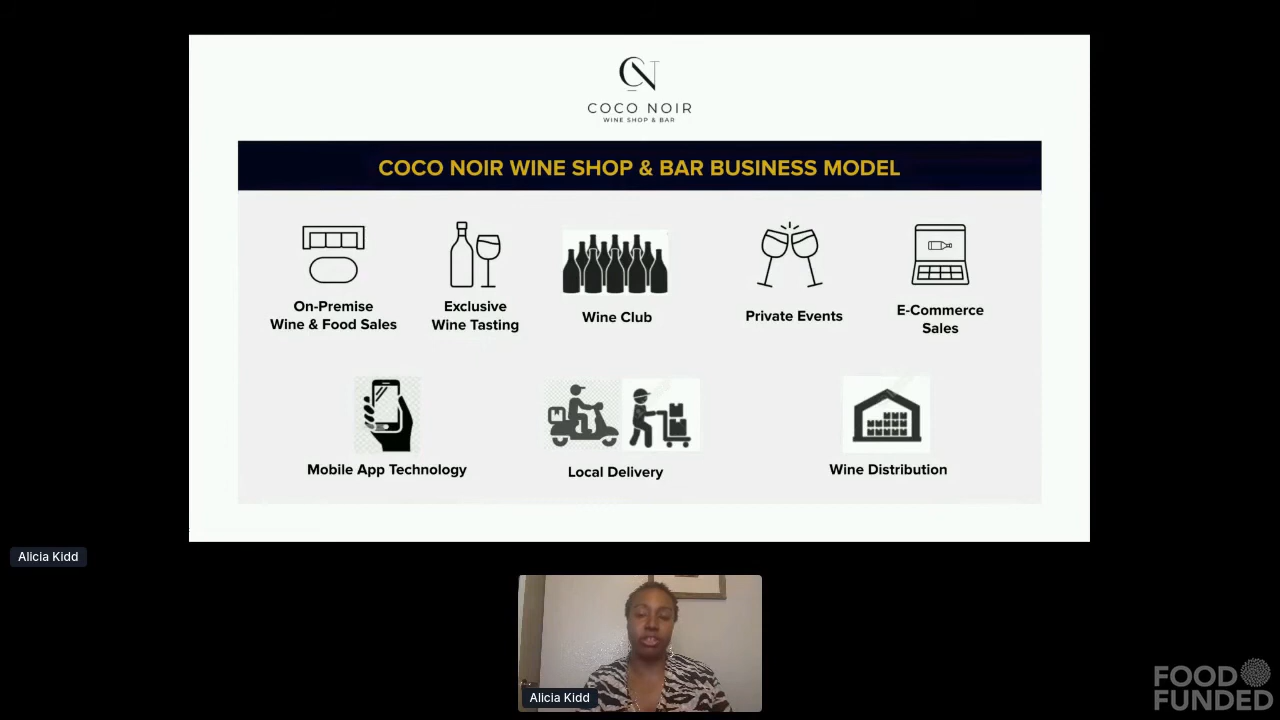 CN
COCO NOIR
WINE SHOP & BAR
COCO NOIR WINE SHOP & BAR BUSINESS MODEL
On-Premise
Wine & Food Sales
Exclusive
Wine Tasting
Wine Club
Private Events
E-Commerce
Sales
Mobile App Technology
Local Delivery
Wine Distribution
Alicia Kidd
Alicia Kidd
FOOD
FUNDED